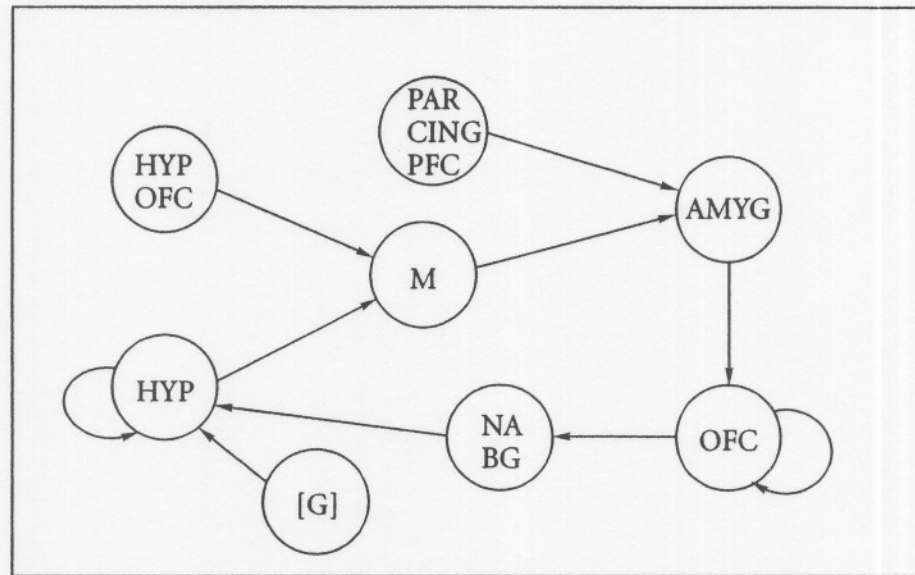 PAR
CING
PFC
HYP
OFC
AMYG
M
HYP
NA
BG
OFC
[G]